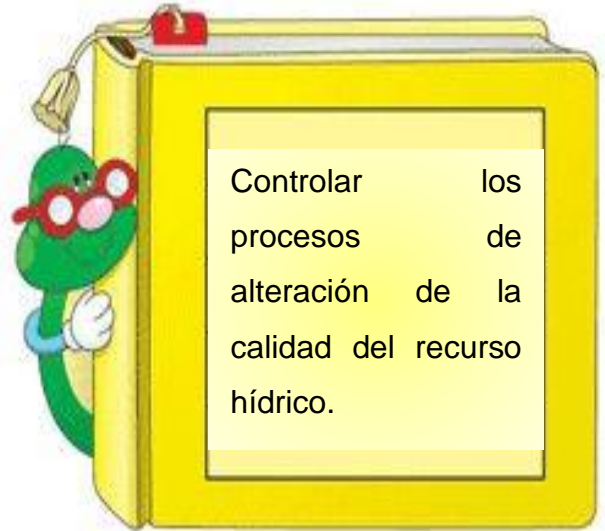 Controlar los
procesos de
alteración de la
calidad del recurso
hídrico.